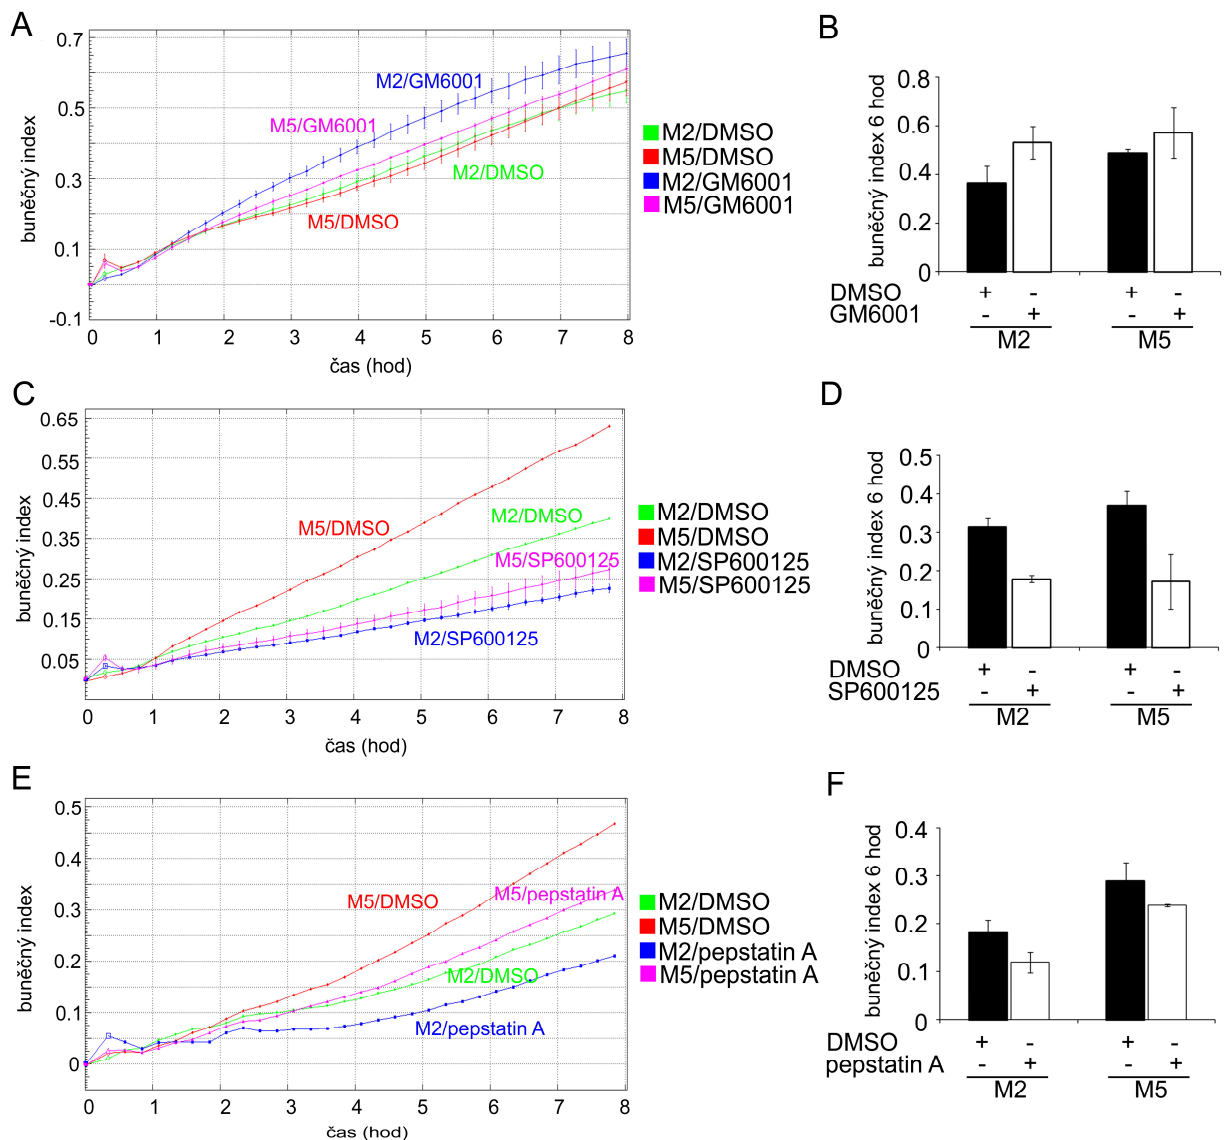 A
0.7
0.5
0.3
0.1
-0.1
buněčný index
M2/GM6001
M5/GM6001
M2/DMSO
M5/DMSO
0 1 2 3 4 5 6 7 8
čas (hod)
M2/DMSO
M5/DMSO
M2/GM6001
M5/GM6001
B
0.8
0.6
0.4
0.2
0
buněčný index 6 hod
DMSO + - + -
GM6001 - + - +
M2 M5
C
0.65
0.55
0.45
0.35
0.25
0.15
0.05
buněčný index
M5/DMSO
M2/DMSO
M5/SP600125
M2/SP600125
0 1 2 3 4 5 6 7 8
čas (hod)
M2/DMSO
M5/DMSO
M2/SP600125
M5/SP600125
D
0.5
0.4
0.3
0.2
0.1
0
buněčný index 6 hod
DMSO + - + -
SP600125 - + - +
M2 M5
E
0.5
0.4
0.3
0.2
0.1
0
buněčný index
M5/DMSO
M5/pepstatin A
M2/DMSO
M2/pepstatin A
0 1 2 3 4 5 6 7 8
čas (hod)
M2/DMSO
M5/DMSO
M2/pepstatin A
M5/pepstatin A
F
0.4
0.3
0.2
0.1
0
buněčný index 6 hod
DMSO + - + -
pepstatin A - + - +
M2 M5